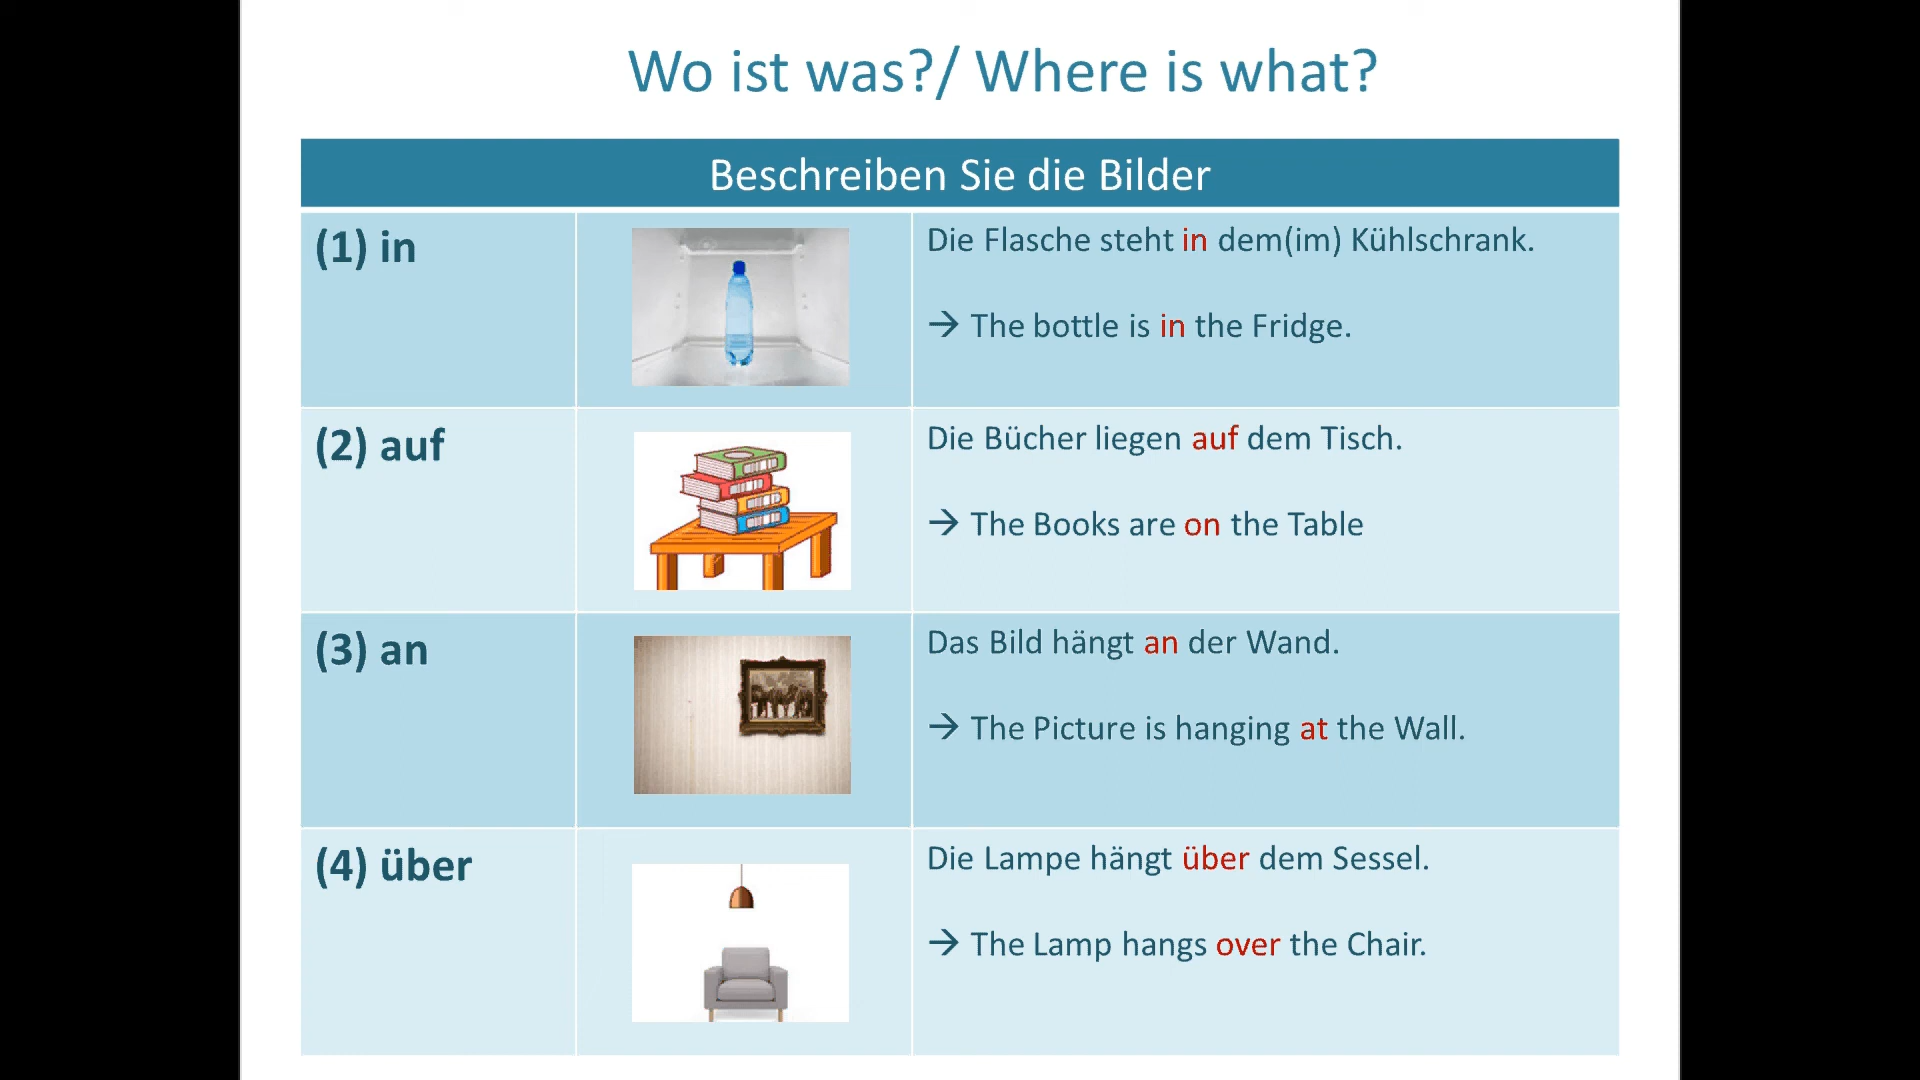 Wo ist was?/ Where is what?
Beschreiben Sie die Bilder
(1) in
Die Flasche steht in dem(im) Kühlschrank.
→ The bottle is in the Fridge.
(2) auf
Die Bücher liegen auf dem Tisch.
→ The Books are on the Table
(3) an
Das Bild hängt an der Wand.
→ The Picture is hanging at the Wall.
(4) über
Die Lampe hängt über dem Sessel.
→ The Lamp hangs over the Chair.